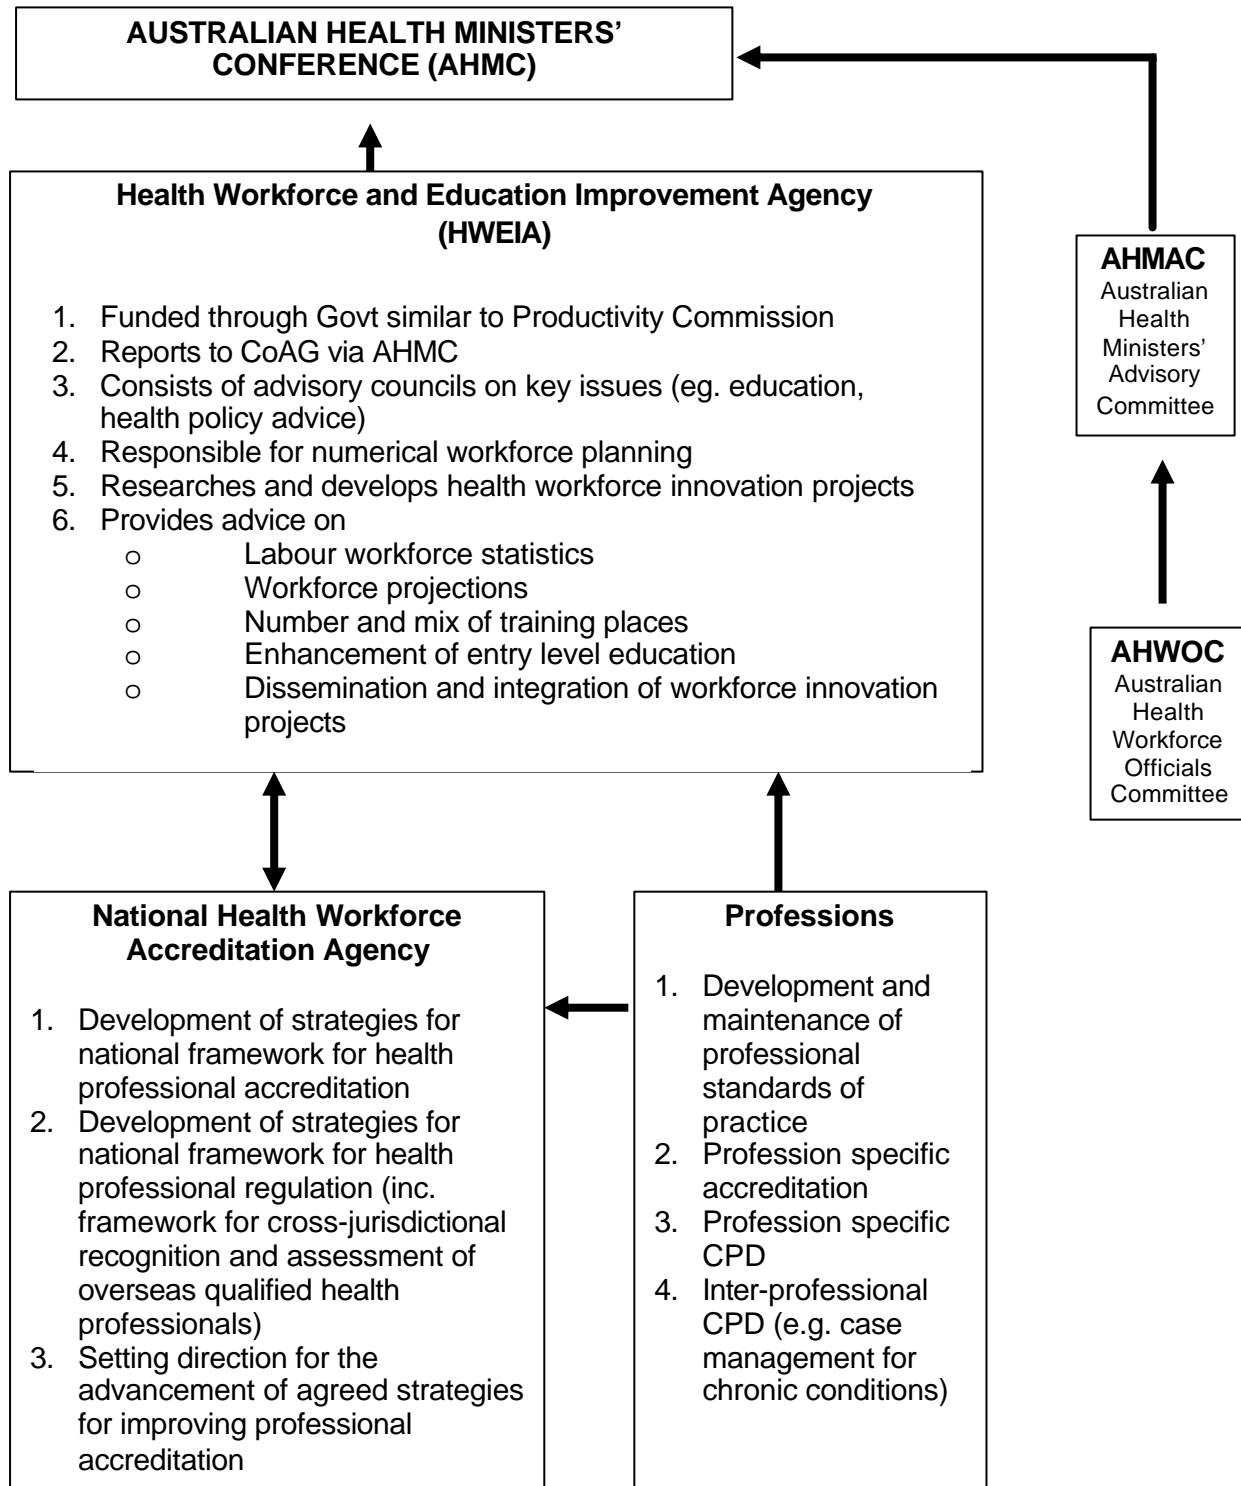 AUSTRALIAN HEALTH MINISTERS’
CONFERENCE (AHMC)
Health Workforce and Education Improvement Agency
(HWEIA)
1. Funded through Govt similar to Productivity Commission
2. Reports to CoAG via AHMC
3. Consists of advisory councils on key issues (eg. education,
health policy advice)
4. Responsible for numerical workforce planning
5. Researches and develops health workforce innovation projects
6. Provides advice on
o Labour workforce statistics
o Workforce projections
o Number and mix of training places
o Enhancement of entry level education
o Dissemination and integration of workforce innovation
projects
AHMAC
Australian
Health
Ministers’
Advisory
Committee
AHWOC
Australian
Health
Workforce
Officials
Committee
National Health Workforce
Accreditation Agency
1. Development of strategies for
national framework for health
professional accreditation
2. Development of strategies for
national framework for health
professional regulation (inc.
framework for cross-jurisdictional
recognition and assessment of
overseas qualified health
professionals)
3. Setting direction for the
advancement of agreed strategies
for improving professional
accreditation
Professions
1. Development and
maintenance of
professional
standards of
practice
2. Profession specific
accreditation
3. Profession specific
CPD
4. Inter-professional
CPD (e.g. case
management for
chronic conditions)